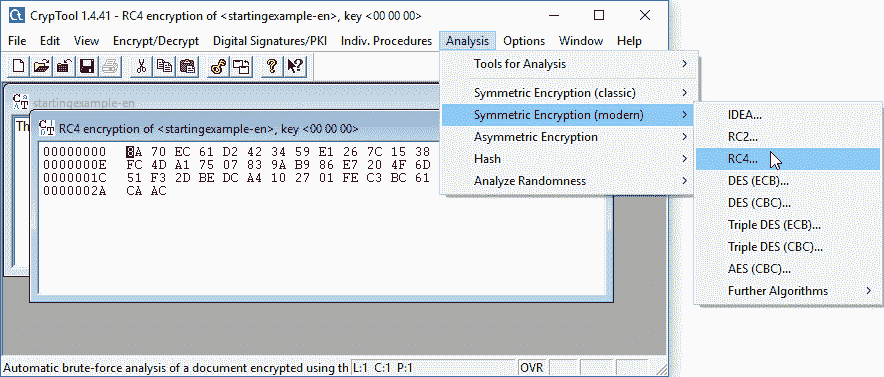 CrypTool 1.4.41 - RC4 encryption of <startingexample-en>, key <00 00 00>
File Edit View Encrypt/Decrypt Digital Signatures/PKI Indiv. Procedures Analysis Options Window Help
Tools for Analysis
Symmetric Encryption (classic)
Symmetric Encryption (modern)
Asymmetric Encryption
Hash
Analyze Randomness
IDEA...
RC2...
RC4...
DES (ECB)...
DES (CBC)...
Triple DES (ECB)...
Triple DES (CBC)...
AES (CBC)...
Further Algorithms
startingexample-en
Th
RC4 encryption of <startingexample-en>, key <00 00 00>
00000000 8A 70 EC 61 D2 42 34 59 E1 26 7C 15 38
0000000E FC 4D A1 75 07 83 9A B9 86 E7 20 4F 6D
0000001C 51 F3 2D BE DC A4 10 27 01 FE C3 BC 61
0000002A CA AC
Automatic brute-force analysis of a document encrypted using th L:1 C:1 P:1 OVR